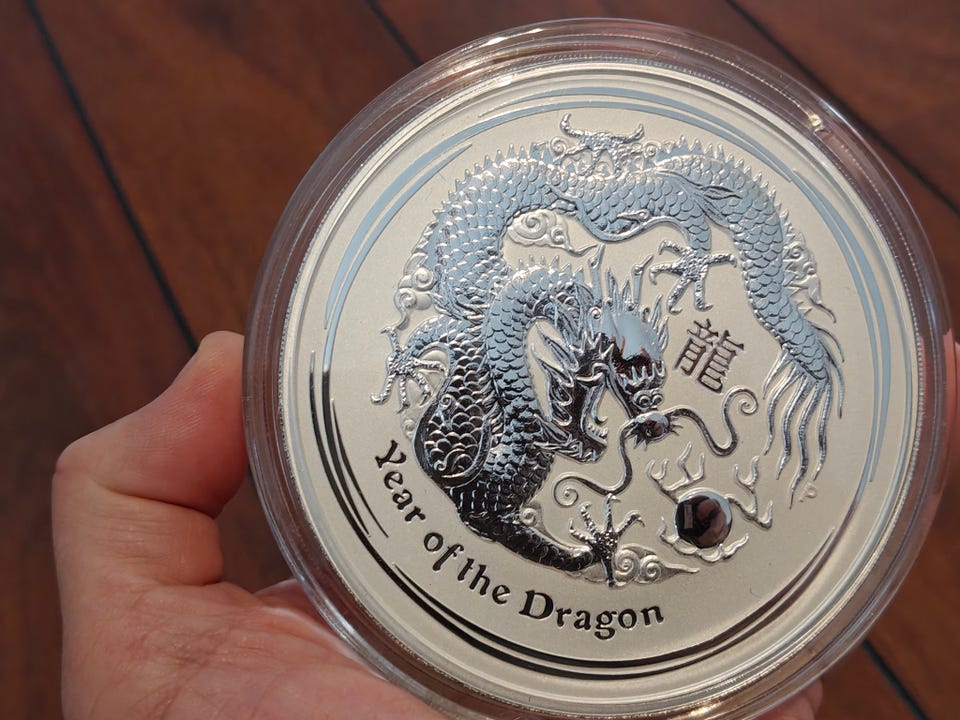 龍
Year of the Dragon